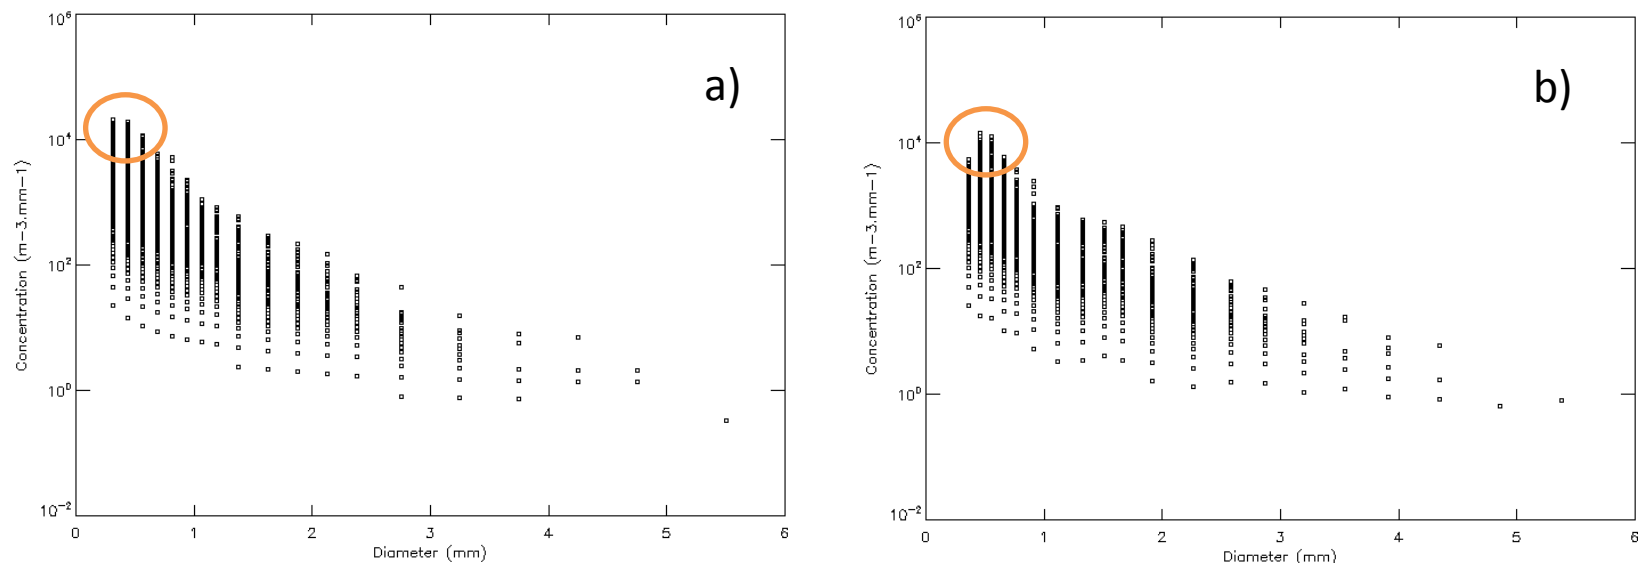 a)
10^6
10^4
10^2
10^0
10^-2
Concentration (m-3.mm-1)
0 1 2 3 4 5 6
Diameter (mm)
b)
10^6
10^4
10^2
10^0
10^-2
Concentration (m-3.mm-1)
0 1 2 3 4 5 6
Diameter (mm)